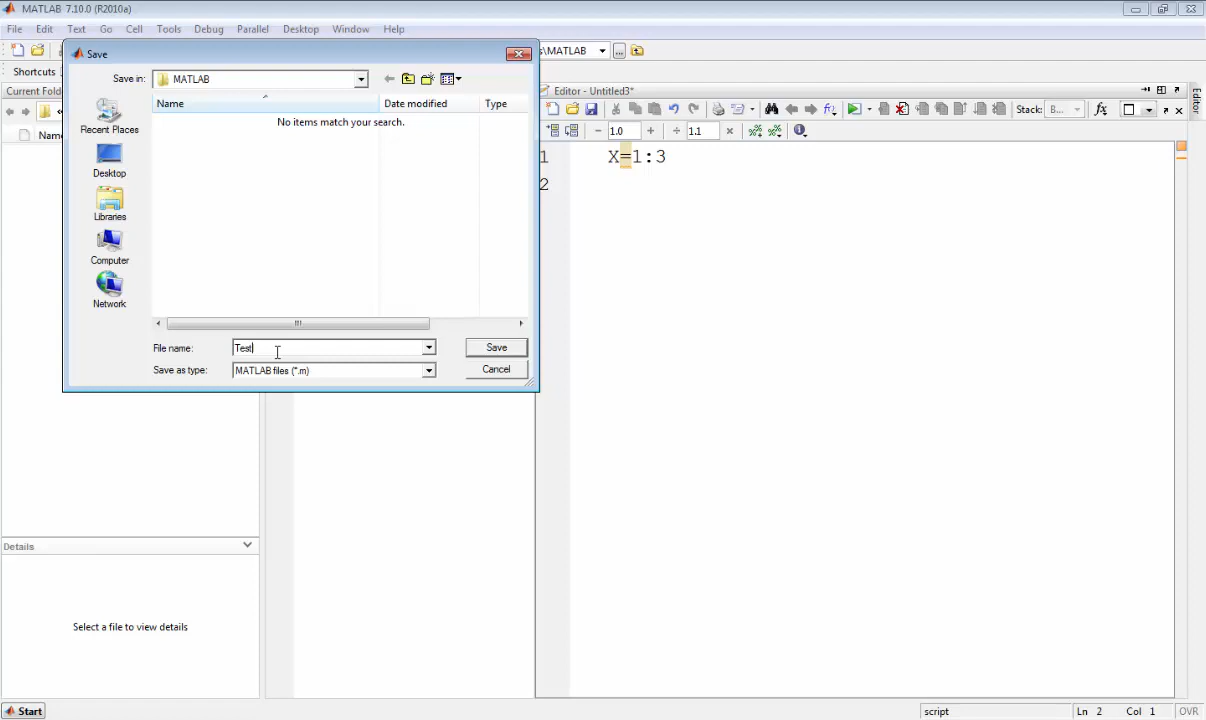 MATLAB 7.10.0 (R2010a)
File Edit Text Go Cell Tools Debug Parallel Desktop Window Help
s\MATLAB ...
Shortcuts
Current Fold
Name
Save
Save in: MATLAB
Name Date modified Type
No items match your search.
Recent Places
Desktop
Libraries
Computer
Network
File name: Test Save
Save as type: MATLAB files (*.m) Cancel
Editor - Untitled3*
Stack: B...
Editor
1.0 + ÷ 1.1 ×
1 X=1:3
2
Details
Select a file to view details
Start
script Ln 2 Col 1 OVR